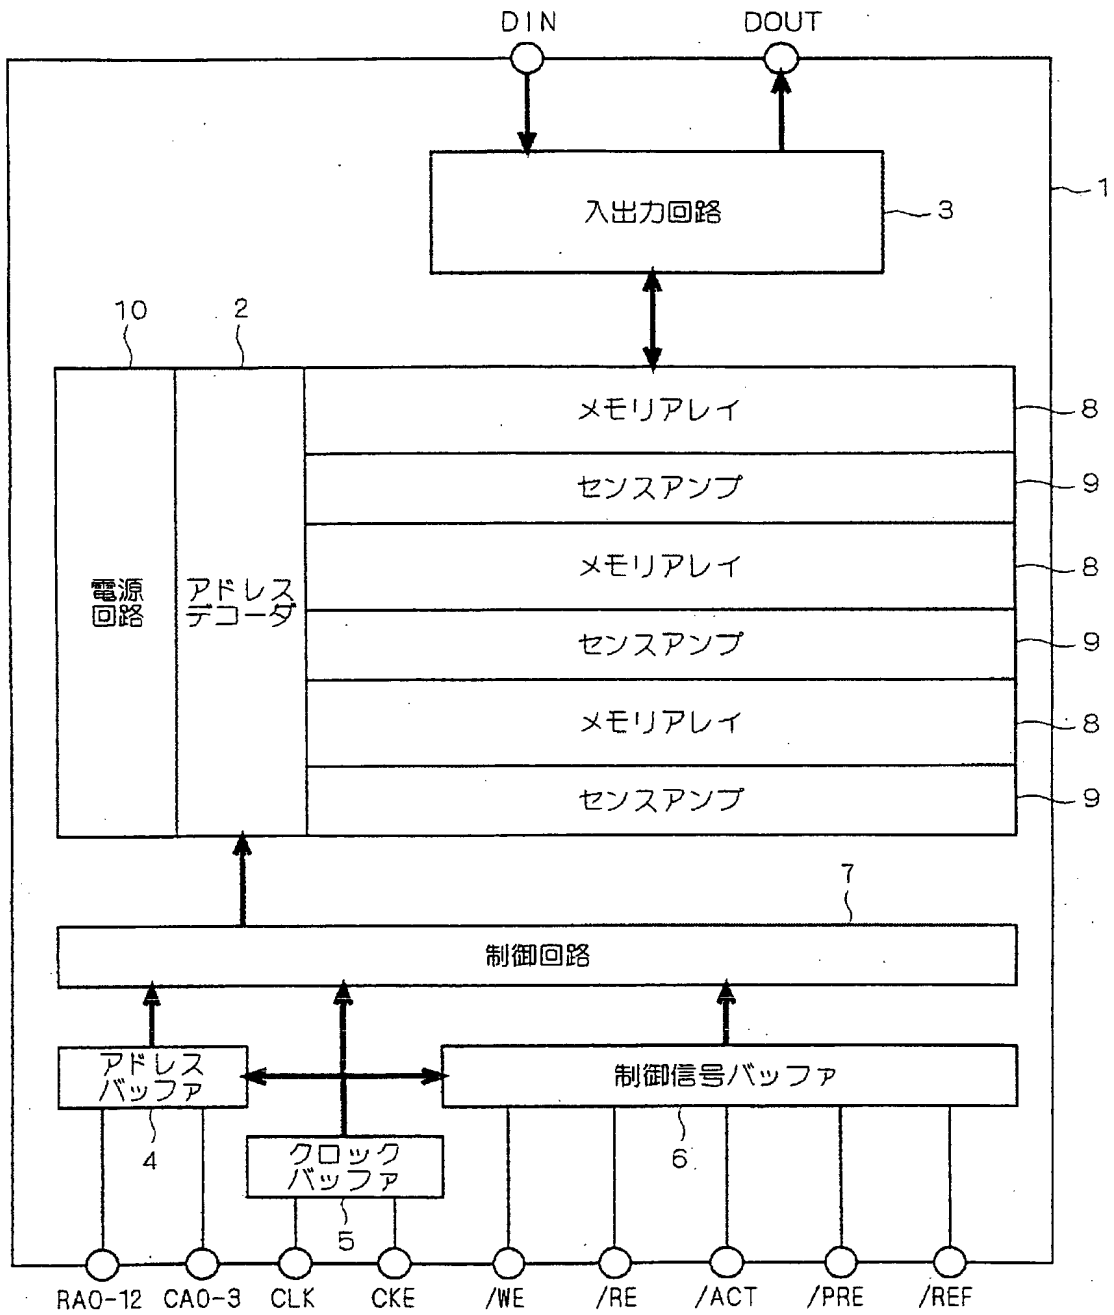 DIN
DOUT
1
入出力回路
3
10
2
メモリアレイ
8
センスアンプ
9
メモリアレイ
8
電源
回路
アドレス
デコーダ
センスアンプ
9
メモリアレイ
8
センスアンプ
9
7
制御回路
アドレス
バッファ
制御信号バッファ
4
6
クロック
バッファ
5
RA0-12
CA0-3
CLK
CKE
/WE
/RE
/ACT
/PRE
/REF